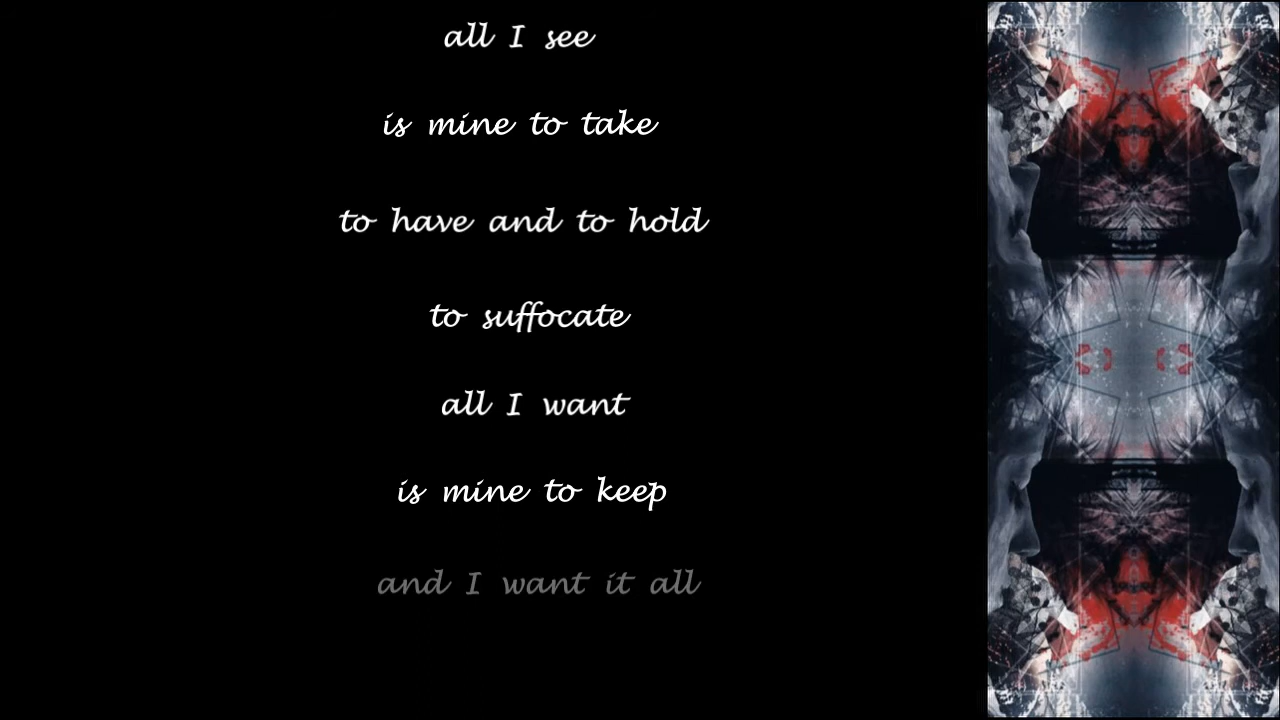 all I see
is mine to take
to have and to hold
to suffocate
all I want
is mine to keep
and I want it all